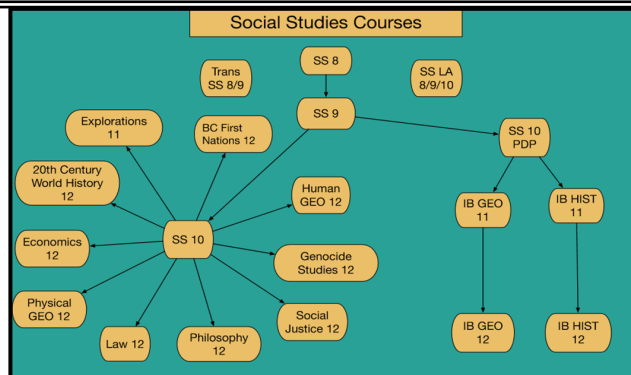 Social Studies Courses
SS 8
Trans
SS 8/9
SS LA
8/9/10
SS 9
Explorations
11
BC First
Nations 12
SS 10
PDP
20th Century
World History
12
Human
GEO 12
IB GEO
11
IB HIST
11
SS 10
Economics
12
Genocide
Studies 12
Physical
GEO 12
Social
Justice 12
Law 12
Philosophy
12
IB GEO
12
IB HIST
12